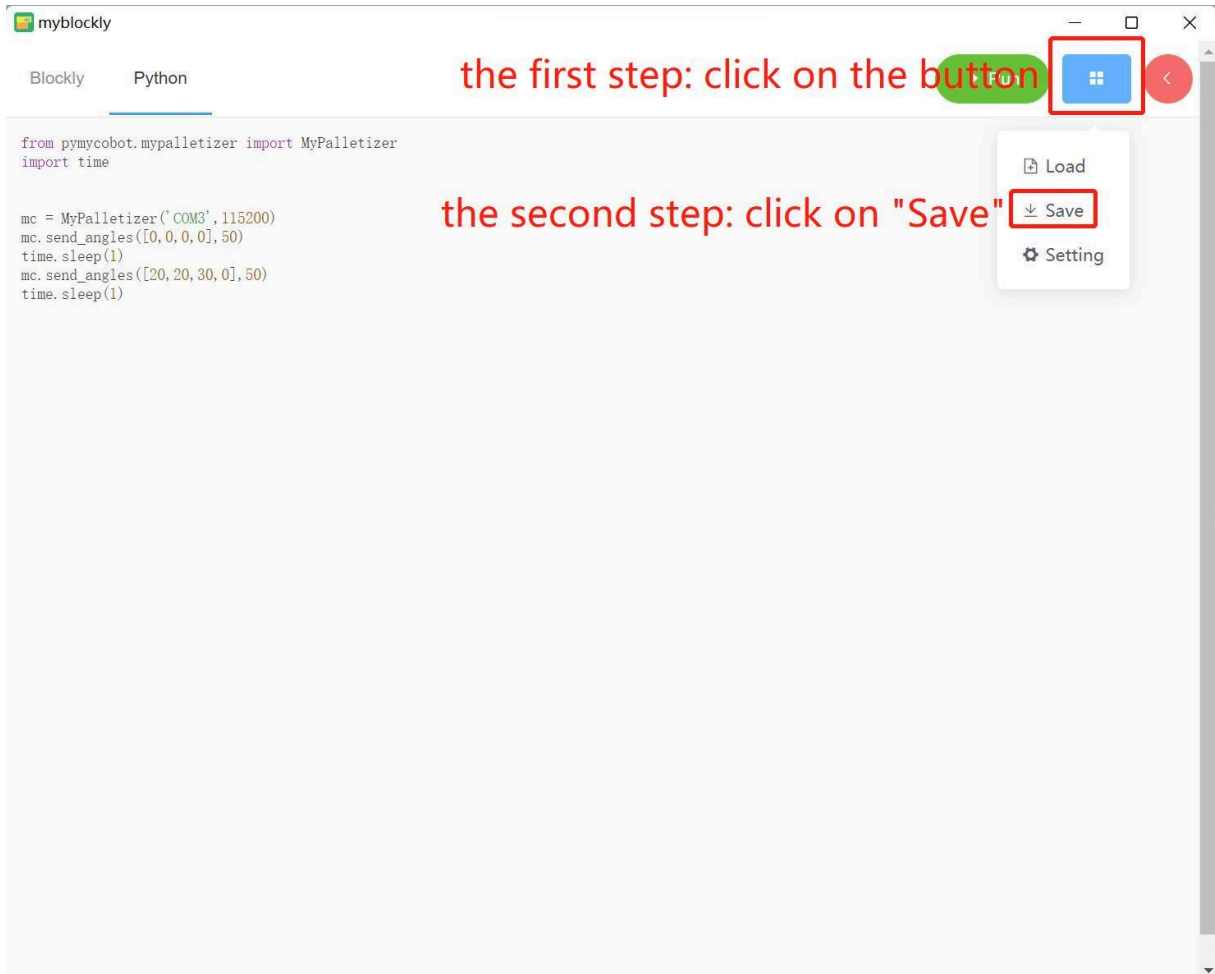 myblockly
Blockly Python
the first step: click on the button
Run
from pymycobot.mypalletizer import MyPalletizer
import time
Load
mc = MyPalletizer('COM3',115200)
the second step: click on "Save"
Save
mc.send_angles([0,0,0,0],50)
time.sleep(1)
Setting
mc.send_angles([20,20,30,0],50)
time.sleep(1)